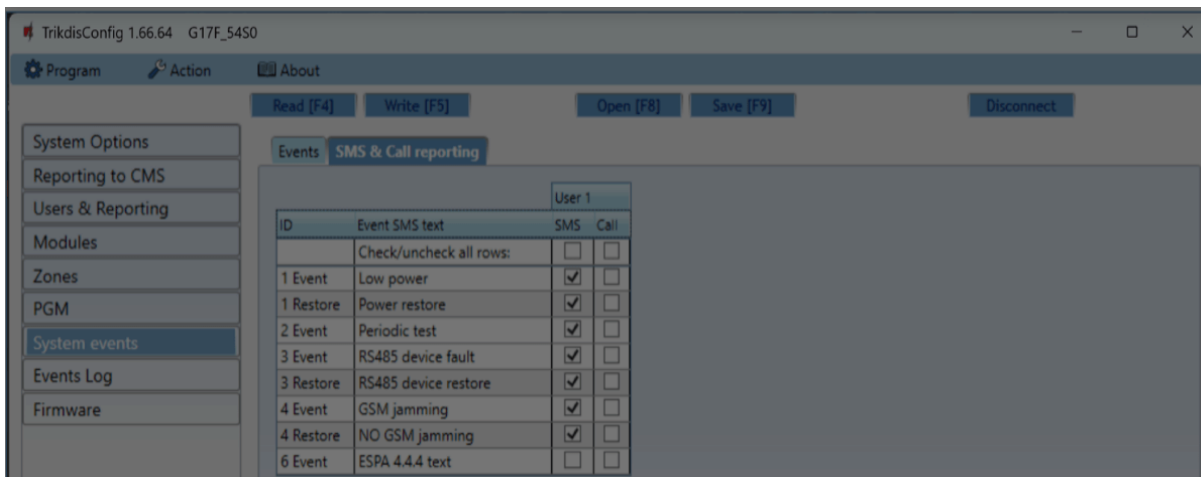 TrikdisConfig 1.66.64 G17F_54S0
Program Action About
Read [F4] Write [F5] Open [F8] Save [F9] Disconnect
System Options
Reporting to CMS
Users & Reporting
Modules
Zones
PGM
System events
Events Log
Firmware
Events SMS & Call reporting
User 1
ID Event SMS text SMS Call
Check/uncheck all rows:
1 Event Low power
1 Restore Power restore
2 Event Periodic test
3 Event RS485 device fault
3 Restore RS485 device restore
4 Event GSM jamming
4 Restore NO GSM jamming
6 Event ESPA 4.4.4 text